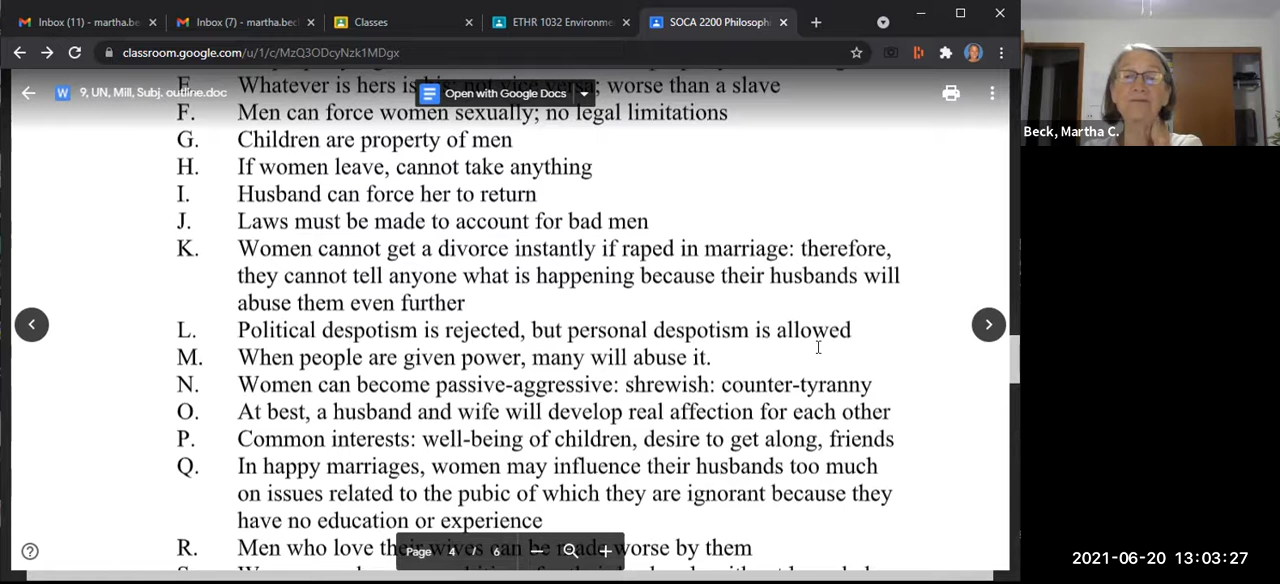 Inbox (11) - martha.be
Inbox (7) - martha.bec
Classes
ETHR 1032 Environme
SOCA 2200 Philosoph
classroom.google.com/u/1/c/MzQ3ODcyNzk1MDgx
9, UN, Mill, Subj. outline.doc
Open with Google Docs
Beck, Martha C.
Whatever is hers is his; not vice versa; worse than a slave
F. Men can force women sexually; no legal limitations
G. Children are property of men
H. If women leave, cannot take anything
I. Husband can force her to return
J. Laws must be made to account for bad men
K. Women cannot get a divorce instantly if raped in marriage: therefore,
they cannot tell anyone what is happening because their husbands will
abuse them even further
L. Political despotism is rejected, but personal despotism is allowed
M. When people are given power, many will abuse it.
N. Women can become passive-aggressive: shrewish: counter-tyranny
O. At best, a husband and wife will develop real affection for each other
P. Common interests: well-being of children, desire to get along, friends
Q. In happy marriages, women may influence their husbands too much
on issues related to the pubic of which they are ignorant because they
have no education or experience
R. Men who love their wives can be made worse by them
Page 4 / 6
2021-06-20 13:03:27